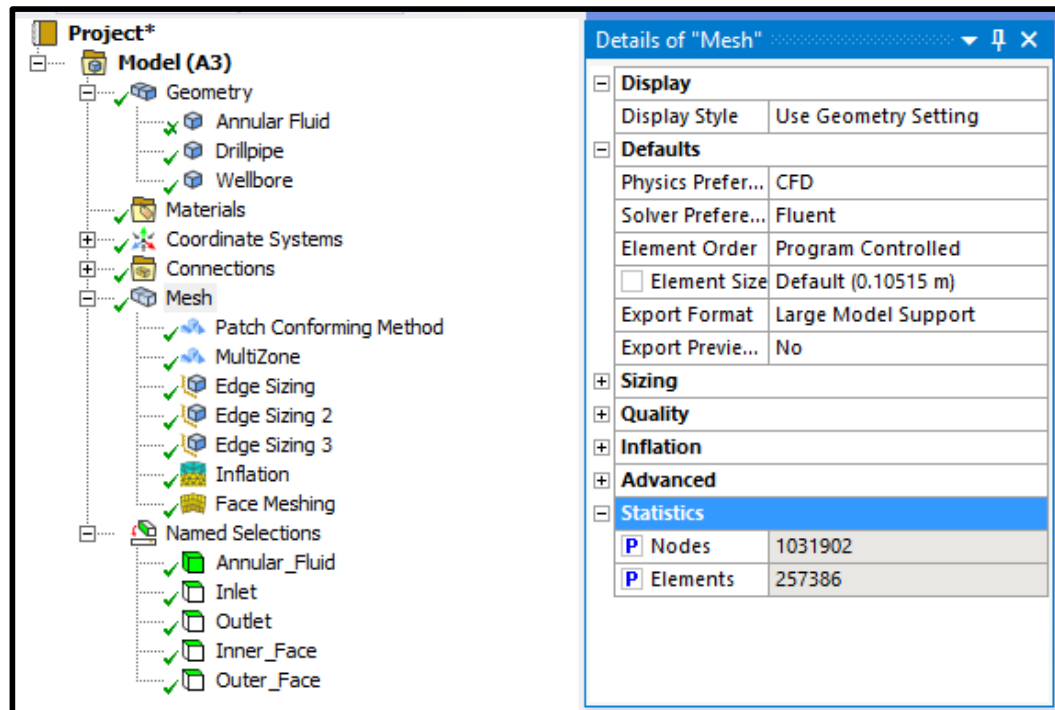 Project*
Model (A3)
Geometry
Annular Fluid
Drillpipe
Wellbore
Materials
Coordinate Systems
Connections
Mesh
Patch Conforming Method
MultiZone
Edge Sizing
Edge Sizing 2
Edge Sizing 3
Inflation
Face Meshing
Named Selections
Annular_Fluid
Inlet
Outlet
Inner_Face
Outer_Face
Details of "Mesh"
Display
Display Style Use Geometry Setting
Defaults
Physics Prefer... CFD
Solver Prefere... Fluent
Element Order Program Controlled
Element Size Default (0.10515 m)
Export Format Large Model Support
Export Previe... No
Sizing
Quality
Inflation
Advanced
Statistics
P Nodes 1031902
P Elements 257386